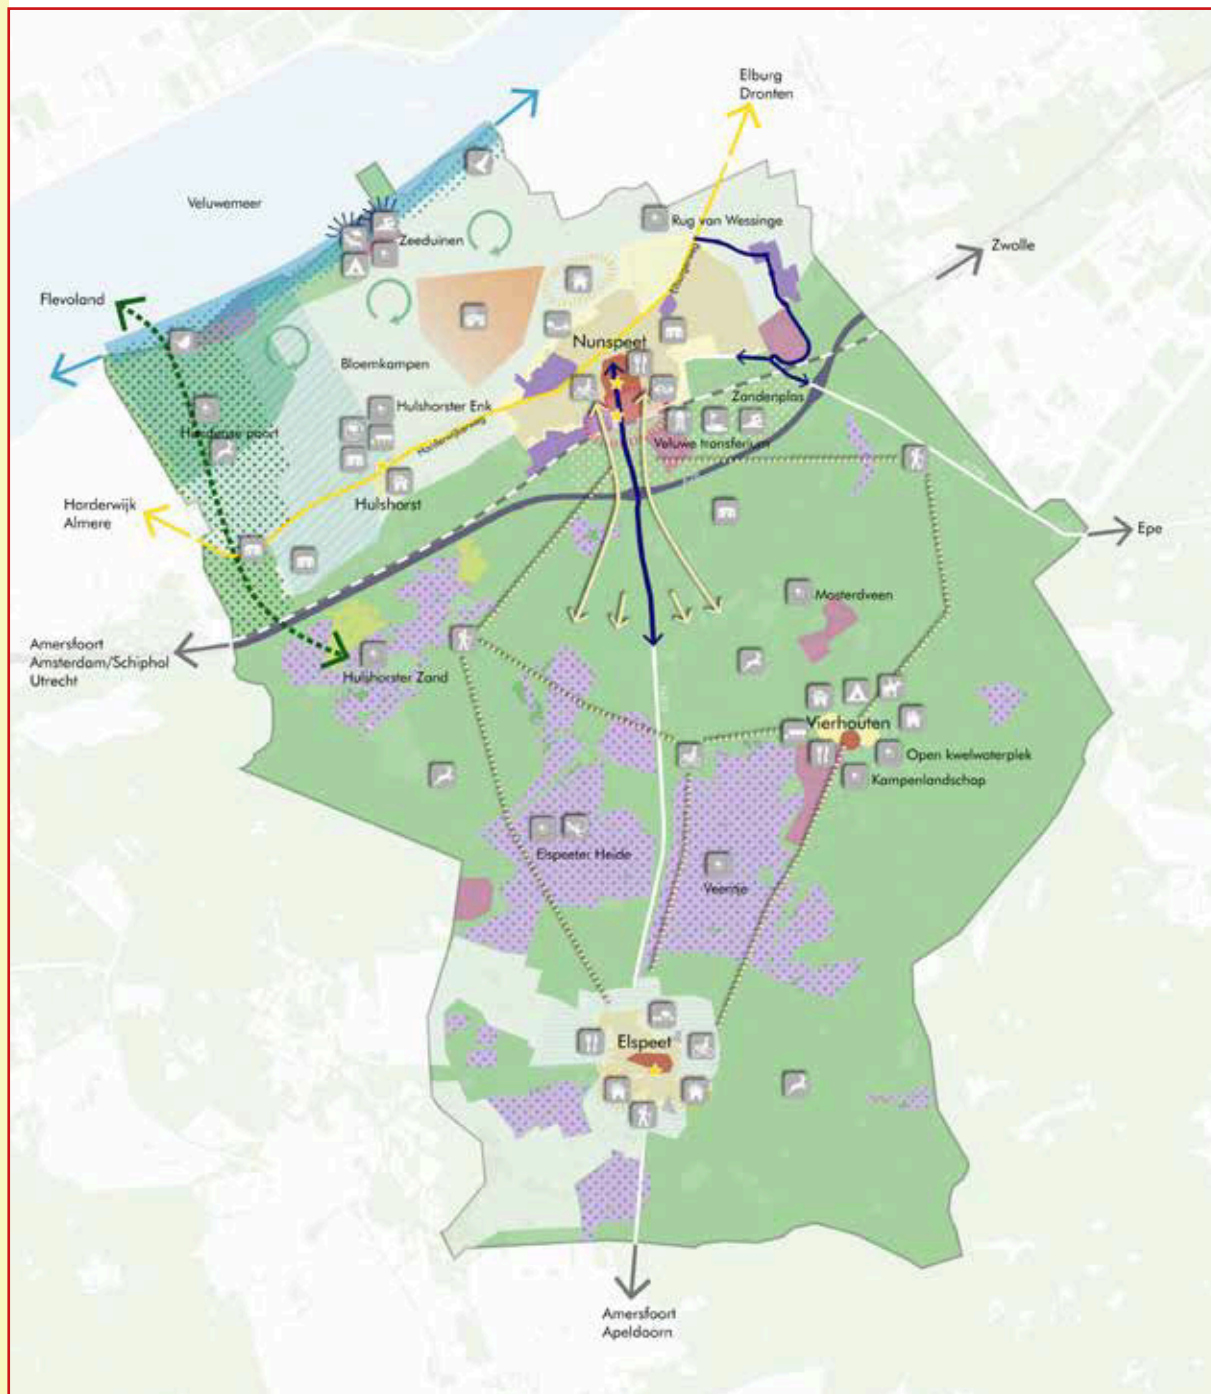 Elburg
Dronten
Veluwemeer
Rug van Wessinge
Zeeduinen
Zwolle
Flevoland
Nunspeet
Bloemkampen
Zandenplas
Hulshorster Enk
Harderwijkerweg
Veluwe transferium
Hulshorst
Harderwijk
Almere
Epe
Mosterdveen
Amersfoort
Amsterdam/Schiphol
Utrecht
Hulshorster Zand
Vierhouten
Open kwelwaterplek
Kampenlandschap
Elspeeter Heide
Veentje
Elspeet
Amersfoort
Apeldoorn